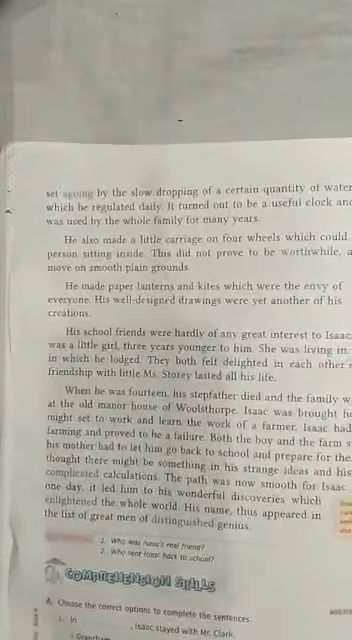 set agoing by the slow dropping of a certain quantity of water
which he regulated daily. It turned out to be a useful clock and
was used by the whole family for many years.
He also made a little carriage on four wheels which could
person sitting inside. This did not prove to be worthwhile, a
move on smooth plain grounds
He made paper lanterns and kites which were the envy of
everyone. His well-designed drawings were yet another of his
creations.
His school friends were hardly of any great interest to Isaac
was a little girl, three years younger to him. She was living in
in which he lodged. They both felt delighted in each other s
friendship with little Ms. Storey lasted all his life.
When he was fourteen, his stepfather died and the family w
at the old manor house of Woolsthorpe. Isaac was brought h
might set to work and learn the work of a farmer. Isaac had
farming and proved to be a failure. Both the boy and the farm s
his mother had to let him go back to school and prepare for the
thought there might be something in his strange ideas and his
complicated calculations. The path was now smooth for Isaac
one day, it led him to his wonderful discoveries which
enlightened the whole world. His name, thus appeared in
the list of great men of distinguished genius.
1. Who was Isaac's real friend?
2. Who sent Isaac back to school?
COMPREHENSION SKILLS
A. Choose the correct options to complete the sentences.
1. In , Isaac stayed with Mr. Clark.
Grantham